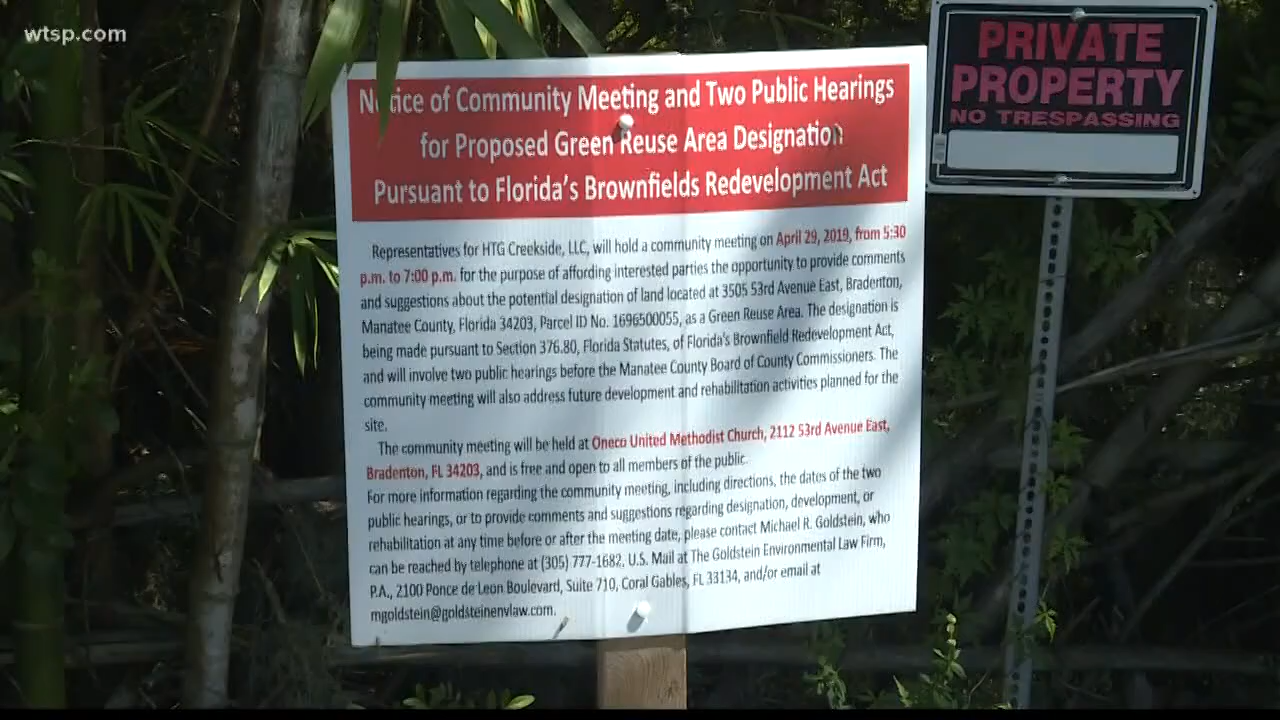 wtsp.com
Notice of Community Meeting and Two Public Hearings
for Proposed Green Reuse Area Designation
Pursuant to Florida's Brownfields Redevelopment Act
Representatives for HTG Creekside, LLC, will hold a community meeting on April 29, 2019, from 5:30
p.m. to 7:00 p.m. for the purpose of affording interested parties the opportunity to provide comments
and suggestions about the potential designation of land located at 3505 53rd Avenue East, Bradenton,
Manatee County, Florida 34203, Parcel ID No. 1696500055, as a Green Reuse Area. The designation is
being made pursuant to Section 376.80, Florida Statutes, of Florida's Brownfield Redevelopment Act,
and will involve two public hearings before the Manatee County Board of County Commissioners. The
community meeting will also address future development and rehabilitation activities planned for the
site.
The community meeting will be held at Oneco United Methodist Church, 2112 53rd Avenue East,
Bradenton, FL 34203, and is free and open to all members of the public.
For more information regarding the community meeting, including directions, the dates of the two
public hearings, or to provide comments and suggestions regarding designation, development, or
rehabilitation at any time before or after the meeting date, please contact Michael R. Goldstein, who
can be reached by telephone at (305) 777-1682, U.S. Mail at The Goldstein Environmental Law Firm,
P.A., 2100 Ponce de Leon Boulevard, Suite 710, Coral Gables, FL 33134, and/or email at
mgoldstein@goldsteinenvlaw.com.
PRIVATE
PROPERTY
NO TRESPASSING